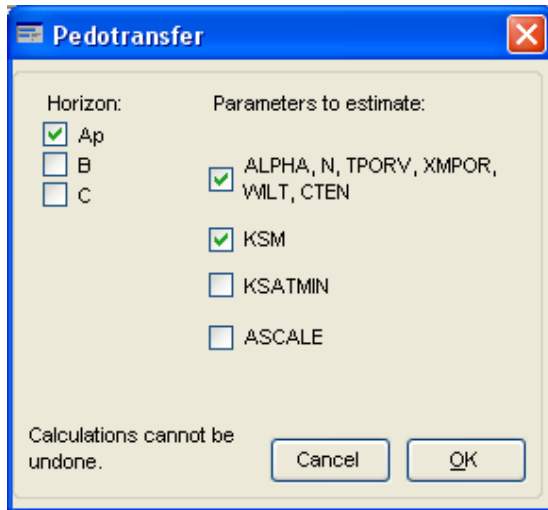 Pedotransfer
Horizon:
Ap
B
C
Parameters to estimate:
ALPHA, N, TPORV, XMPOR,
WILT, CTEN
KSM
KSATMIN
ASCALE
Calculations cannot be
undone.
Cancel
OK